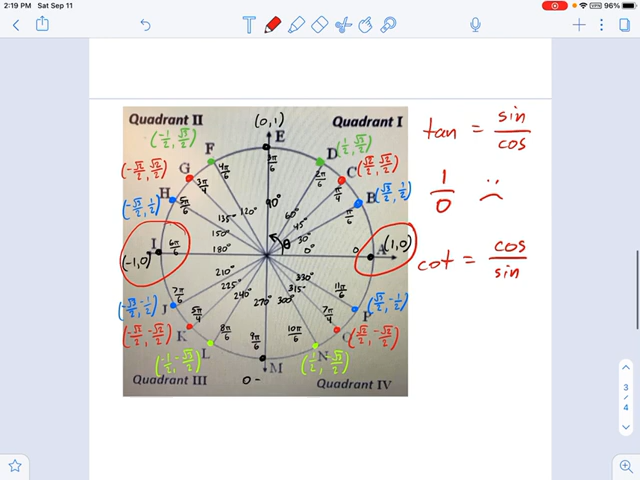 2:19 PM Sat Sep 11
96%
Quadrant II
(0,1)
Quadrant I
E
(-1/2, √3/2)
F
D
(1/2, √3/2)
(-√2/2, √2/2)
G
4π/6
3π/6
2π/6
C
(√2/2, √2/2)
(-√3/2, 1/2)
H
3π/4
π/4
B
(√3/2, 1/2)
5π/6
120°
90°
60°
π/6
135°
45°
150°
θ
30°
I
6π/6
180°
0°
0
A
(1,0)
(-1,0)
210°
330°
7π/6
225°
315°
11π/6
240°
270°
300°
(-√3/2, -1/2)
J
P
(√3/2, -1/2)
5π/4
7π/4
(-√2/2, -√2/2)
K
8π/6
9π/6
10π/6
O
(√2/2, -√2/2)
(-1/2, -√3/2)
L
M
N
(1/2, √3/2)
Quadrant III
0 -
Quadrant IV
tan = sin/cos
1/0
cot = cos/sin
3
/
4